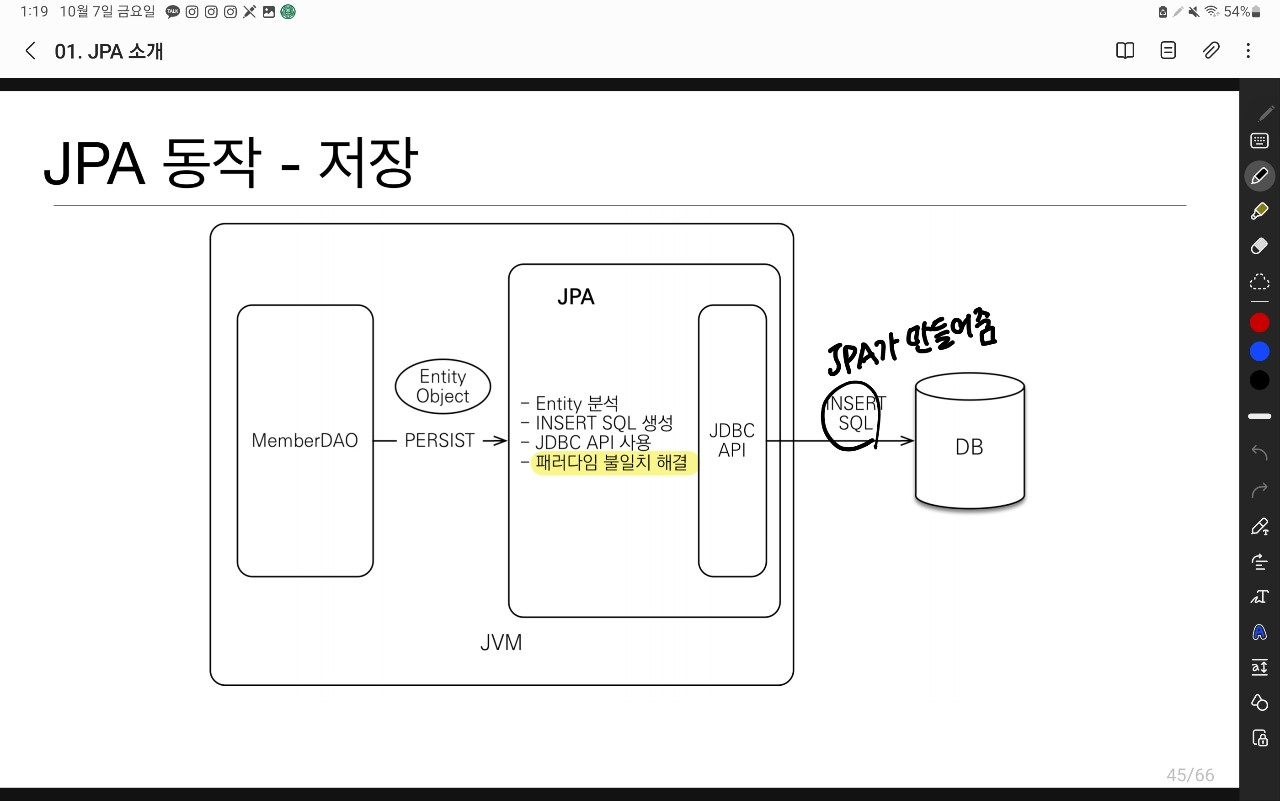 1:19 10월 7일 금요일
54%
01. JPA 소개
JPA 동작 - 저장
JPA
JPA가 만들어줌
Entity
Object
INSERT
SQL
- Entity 분석
- INSERT SQL 생성
- JDBC API 사용
- 패러다임 불일치 해결
MemberDAO
PERSIST
JDBC
API
DB
JVM
45/66